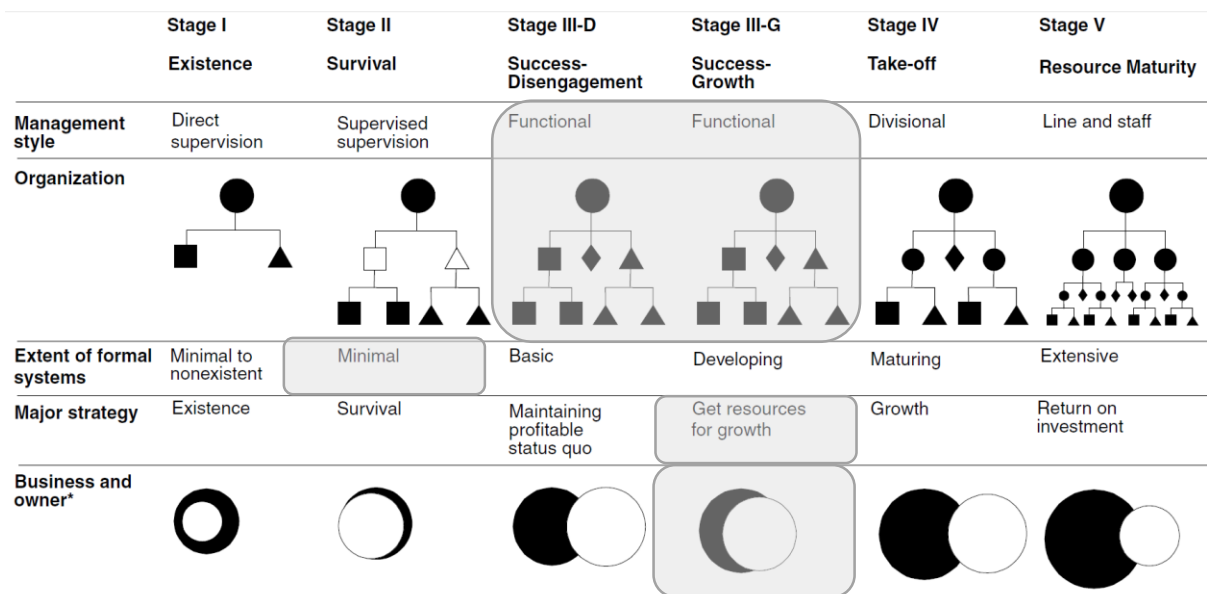 Stage I Stage II Stage III-D Stage III-G Stage IV Stage V
Existence Survival Success- Success- Take-off Resource Maturity
Disengagement Growth
Management Direct Supervised Functional Functional Divisional Line and staff
style supervision supervision
Organization
Extent of formal Minimal to Minimal Basic Developing Maturing Extensive
systems nonexistent
Major strategy Existence Survival Maintaining Get resources Growth Return on
profitable for growth investment
status quo
Business and
owner*